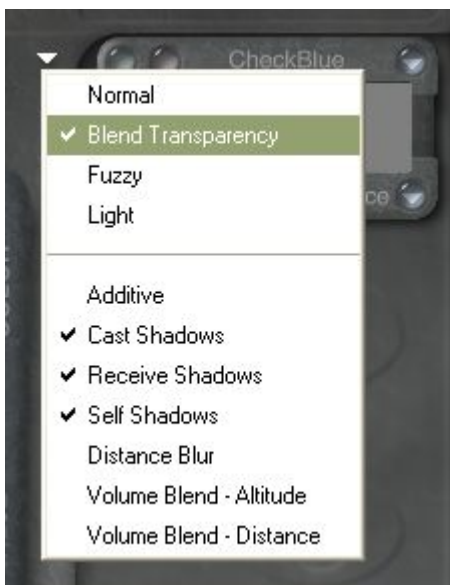 CheckBlue
Normal
Blend Transparency
Fuzzy
Light
Additive
Cast Shadows
Receive Shadows
Self Shadows
Distance Blur
Volume Blend - Altitude
Volume Blend - Distance